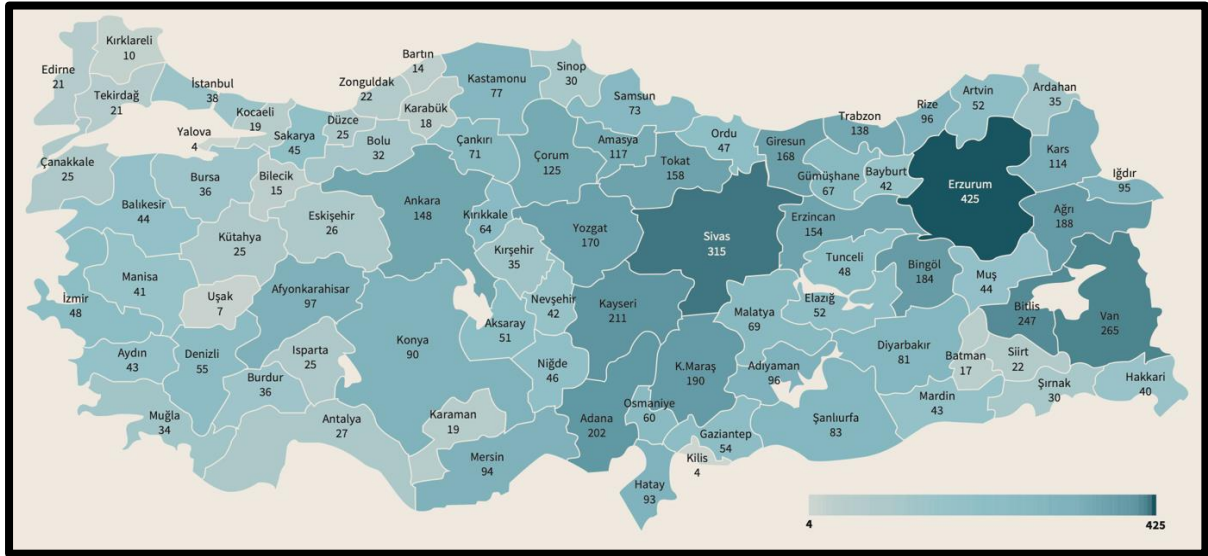 Kırklareli
10
Edirne
21
Tekirdağ
21
İstanbul
38
Kocaeli
19
Yalova
4
Sakarya
45
Düzce
25
Zonguldak
22
Bartın
14
Karabük
18
Bolu
32
Kastamonu
77
Çankırı
71
Sinop
30
Samsun
73
Çorum
125
Amasya
117
Tokat
158
Ordu
47
Giresun
168
Gümüşhane
67
Trabzon
138
Bayburt
42
Rize
96
Artvin
52
Ardahan
35
Kars
114
Iğdır
95
Ağrı
188
Erzurum
425
Erzincan
154
Sivas
315
Yozgat
170
Kırıkkale
64
Ankara
148
Kırşehir
35
Eskişehir
26
Bilecik
15
Bursa
36
Çanakkale
25
Balıkesir
44
Kütahya
25
Manisa
41
Uşak
7
İzmir
48
Afyonkarahisar
97
Aydın
43
Denizli
55
Isparta
25
Burdur
36
Muğla
34
Antalya
27
Konya
90
Karaman
19
Mersin
94
Aksaray
51
Nevşehir
42
Niğde
46
Kayseri
211
Adana
202
Osmaniye
60
K.Maraş
190
Hatay
93
Kilis
4
Gaziantep
54
Adıyaman
96
Malatya
69
Elazığ
52
Tunceli
48
Bingöl
184
Muş
44
Bitlis
247
Van
265
Diyarbakır
81
Batman
17
Siirt
22
Şırnak
30
Hakkari
40
Mardin
43
Şanlıurfa
83
4
425